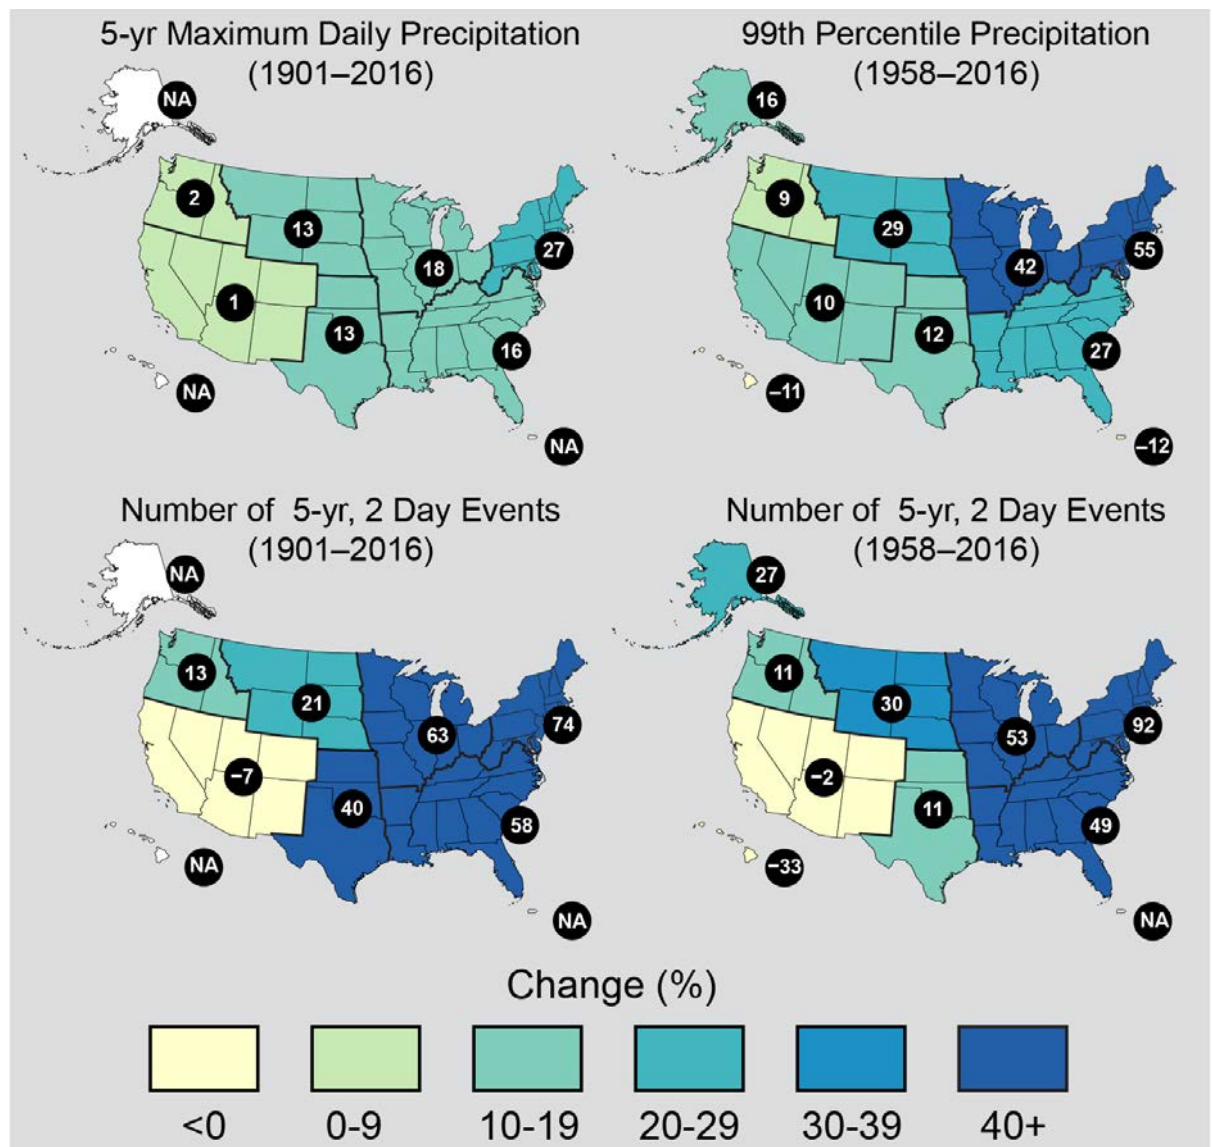 5-yr Maximum Daily Precipitation
(1901–2016)
NA
2
13
27
18
1
13
16
NA
NA
99th Percentile Precipitation
(1958–2016)
16
9
29
55
42
10
12
27
–11
–12
Number of 5-yr, 2 Day Events
(1901–2016)
NA
13
21
74
63
–7
40
58
NA
NA
Number of 5-yr, 2 Day Events
(1958–2016)
27
11
30
92
53
–2
11
49
–33
NA
Change (%)
<0 0-9 10-19 20-29 30-39 40+